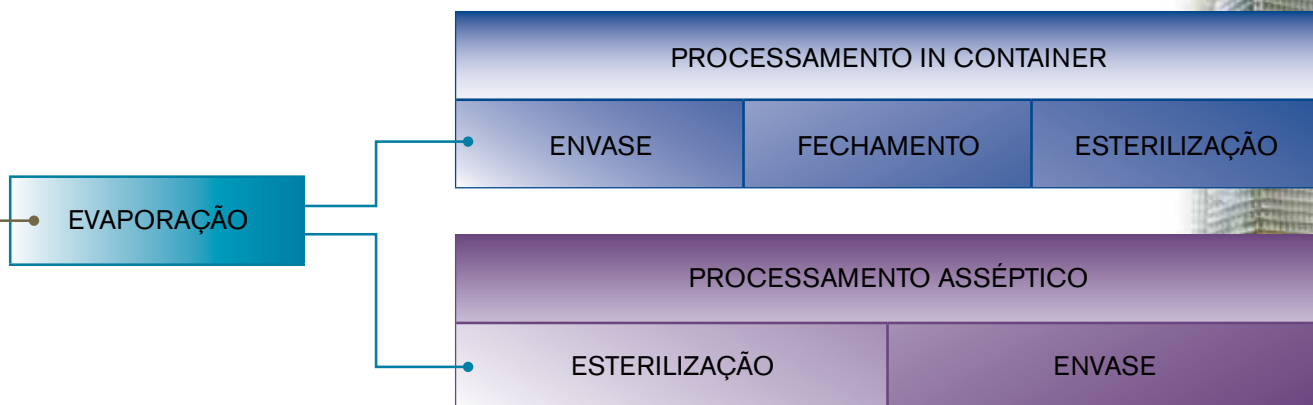 PROCESSAMENTO IN CONTAINER
ENVASE
FECHAMENTO
ESTERILIZAÇÃO
EVAPORAÇÃO
PROCESSAMENTO ASSÉPTICO
ESTERILIZAÇÃO
ENVASE